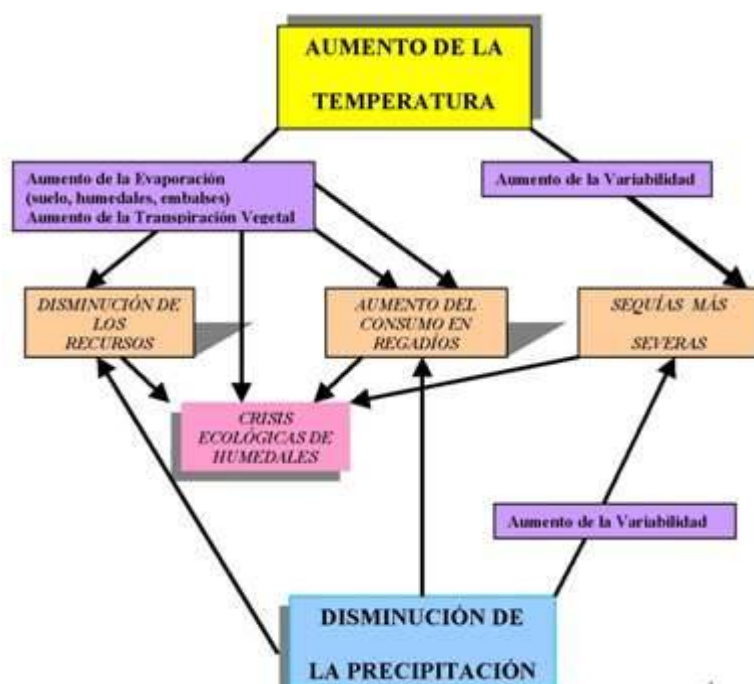 AUMENTO DE LA
TEMPERATURA
Aumento de la Evaporación
(suelo, humedales, embalses)
Aumento de la Transpiración Vegetal
Aumento de la Variabilidad
DISMINUCIÓN DE
LOS
RECURSOS
AUMENTO DEL
CONSUMO EN
REGADÍOS
SEQUÍAS MÁS
SEVERAS
CRISIS
ECOLÓGICAS DE
HUMEDALES
Aumento de la Variabilidad
DISMINUCIÓN DE
LA PRECIPITACIÓN